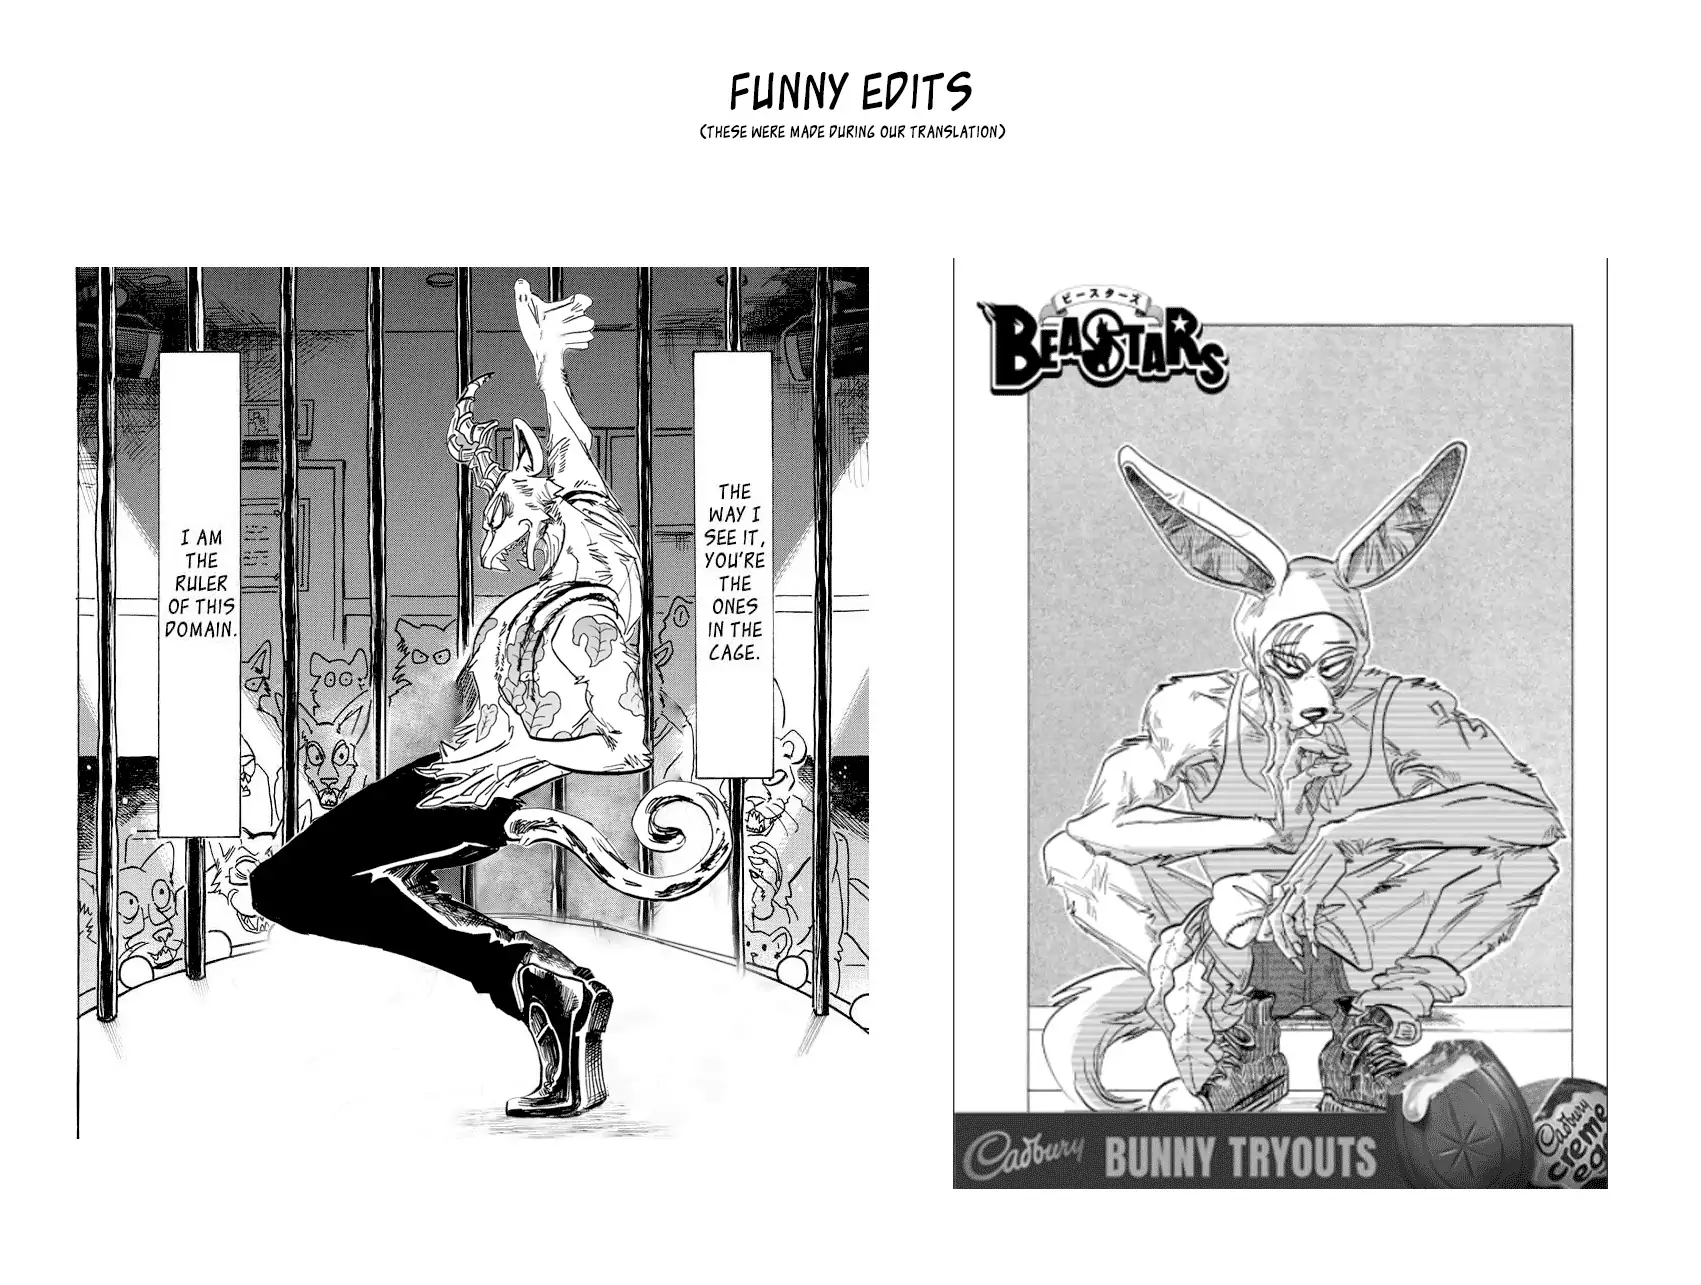 FUNNY EDITS
(THESE WERE MADE DURING OUR TRANSLATION)
I AM
THE
RULER
OF THIS
DOMAIN.
THE
WAY I
SEE IT,
YOU'RE
THE
ONES
IN THE
CAGE.
ビースターズ
BEASTARS
Cadbury
BUNNY TRYOUTS
Cadbury
creme